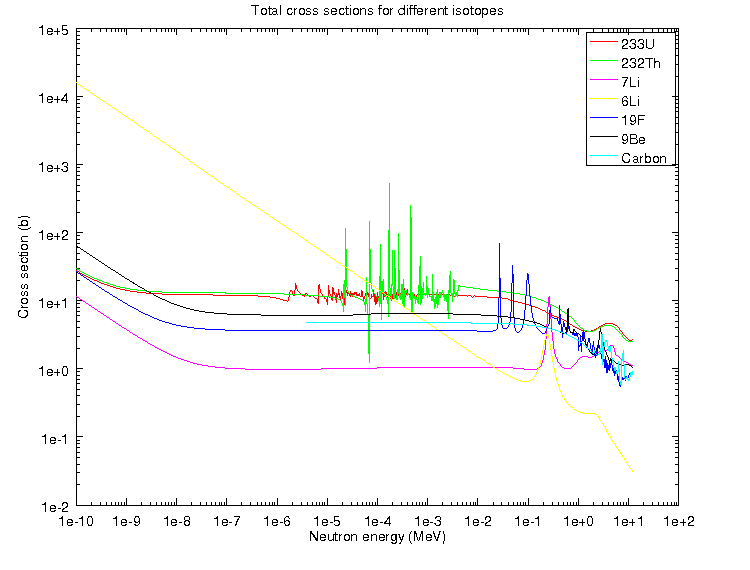 Total cross sections for different isotopes
1e+5
1e+4
1e+3
1e+2
1e+1
1e+0
1e-1
1e-2
Cross section (b)
233U
232Th
7Li
6Li
19F
9Be
Carbon
1e-10 1e-9 1e-8 1e-7 1e-6 1e-5 1e-4 1e-3 1e-2 1e-1 1e+0 1e+1 1e+2
Neutron energy (MeV)